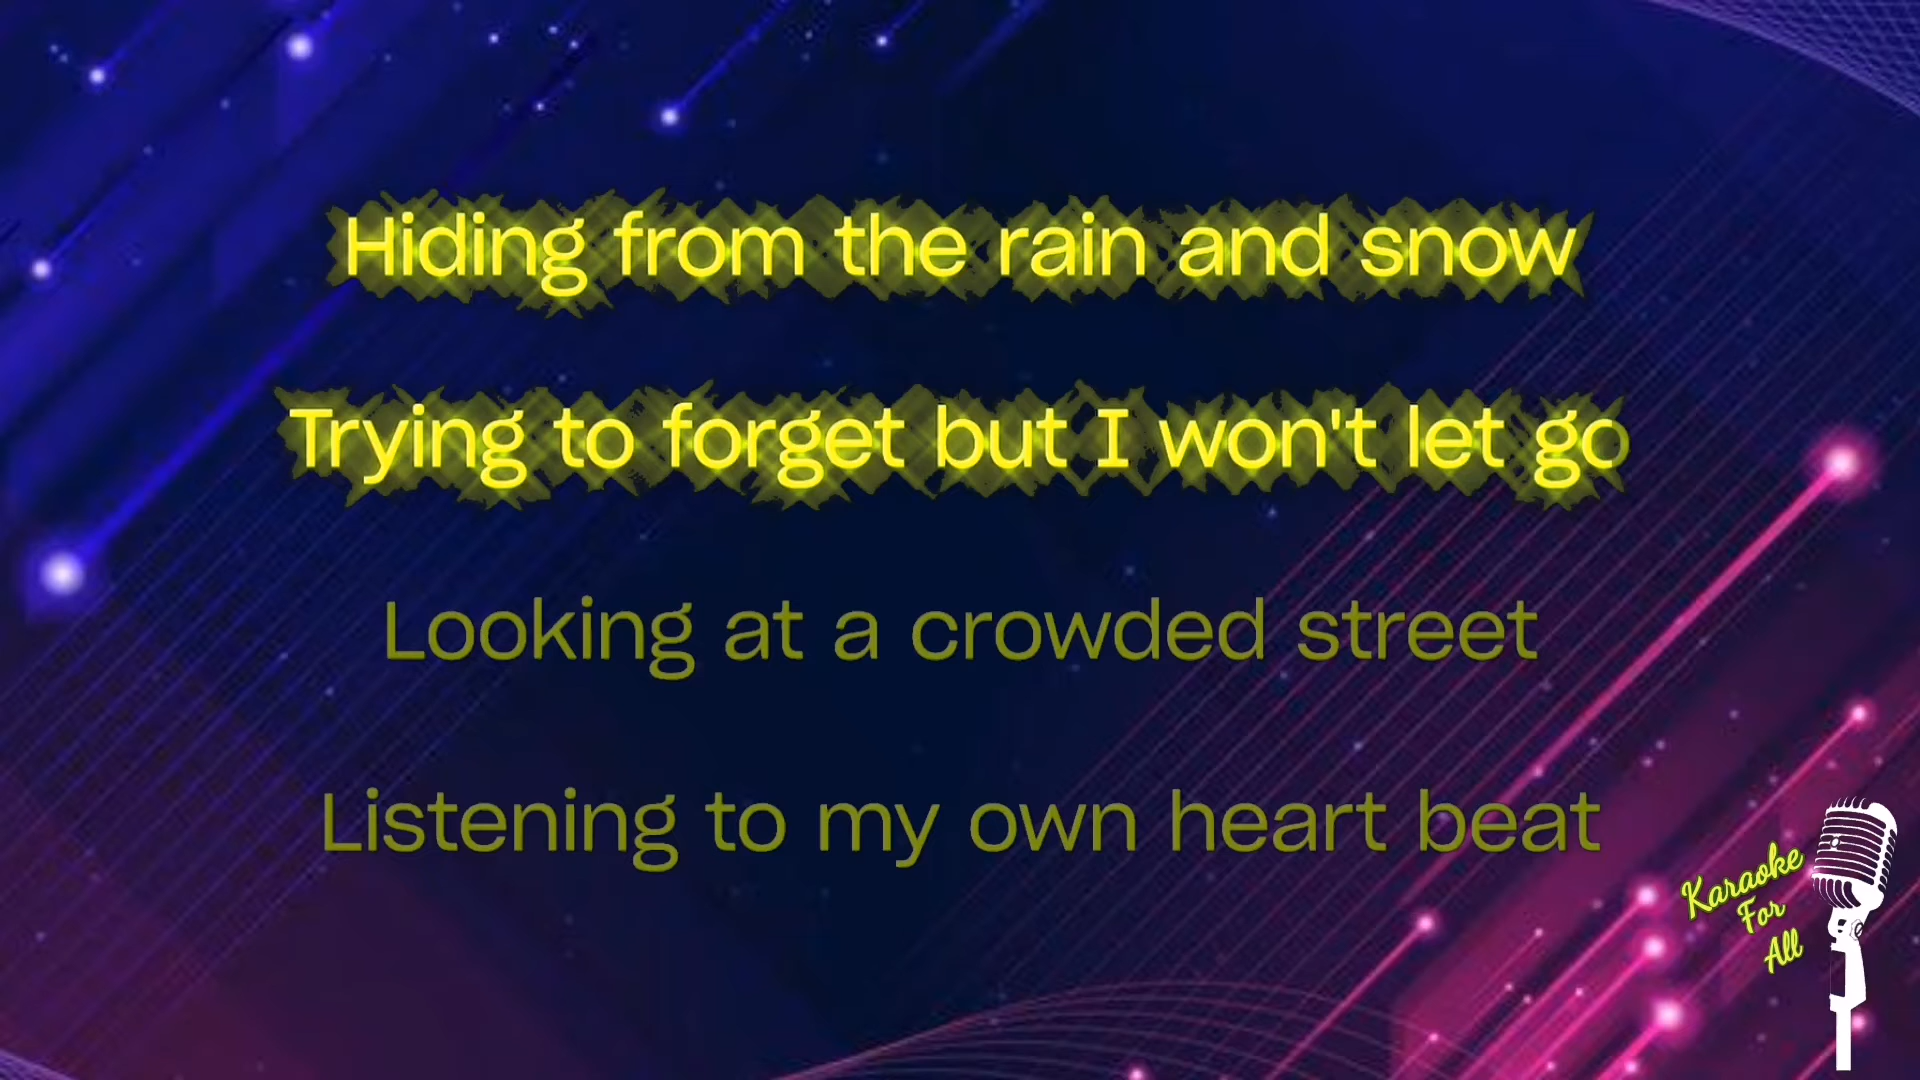 Hiding from the rain and snow
Trying to forget but I won't let go
Looking at a crowded street
Listening to my own heart beat
Karaoke
For
All